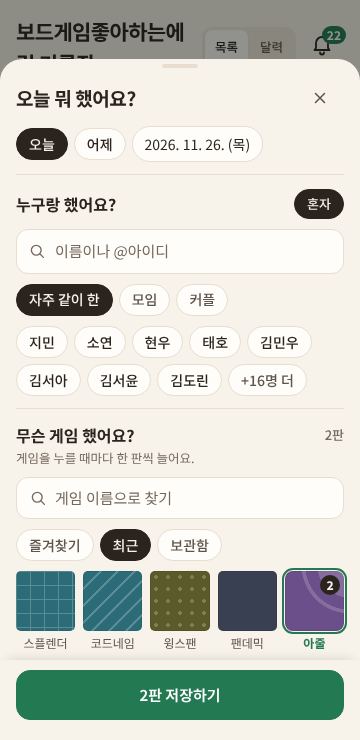 보드게임좋아하는에
목록
달력
22
오늘 뭐 했어요?
오늘
어제
2026. 11. 26. (목)
누구랑 했어요?
혼자
이름이나 @아이디
자주 같이 한
모임
커플
지민
소연
현우
태호
김민우
김서아
김서윤
김도린
+16명 더
무슨 게임 했어요?
2판
게임을 누를 때마다 한 판씩 늘어요.
게임 이름으로 찾기
즐겨찾기
최근
보관함
2
스플렌더
코드네임
윙스팬
팬데믹
아줄
2판 저장하기